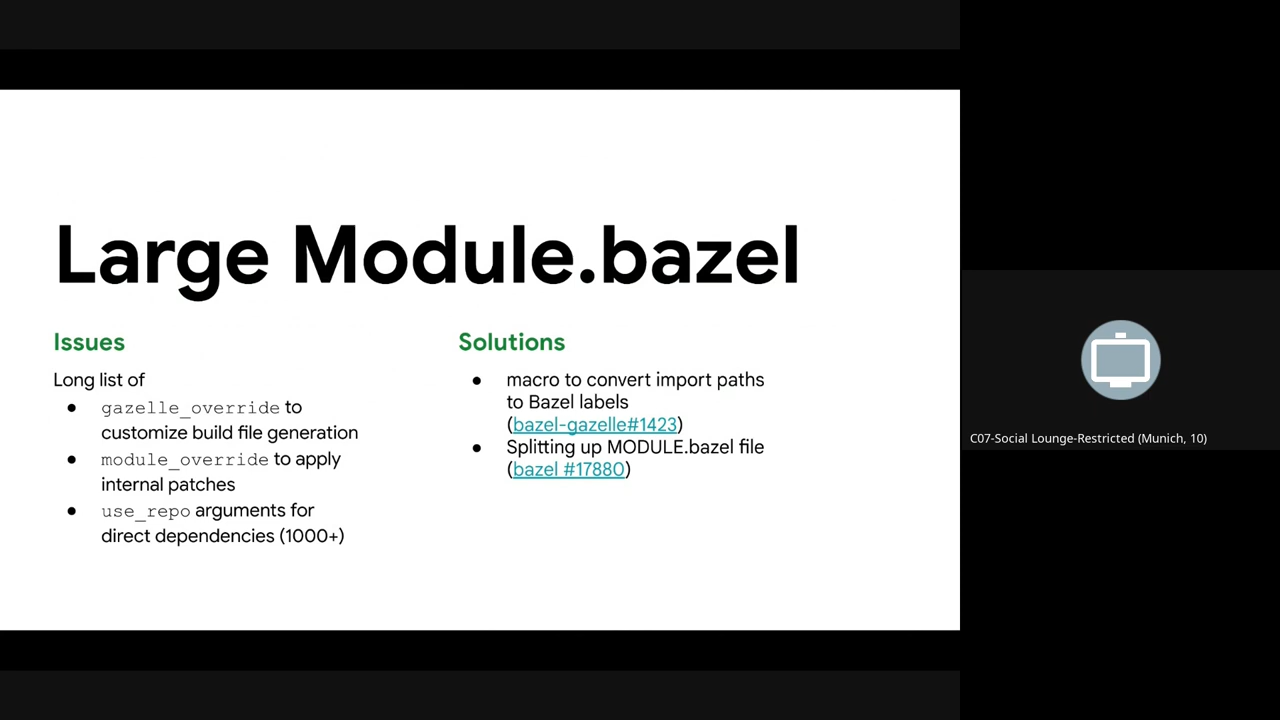 Large Module.bazel
Issues
Long list of
● gazelle_override to
customize build file generation
● module_override to apply
internal patches
● use_repo arguments for
direct dependencies (1000+)
Solutions
● macro to convert import paths
to Bazel labels
(bazel-gazelle#1423)
● Splitting up MODULE.bazel file
(bazel #17880)
C07-Social Lounge-Restricted (Munich, 10)